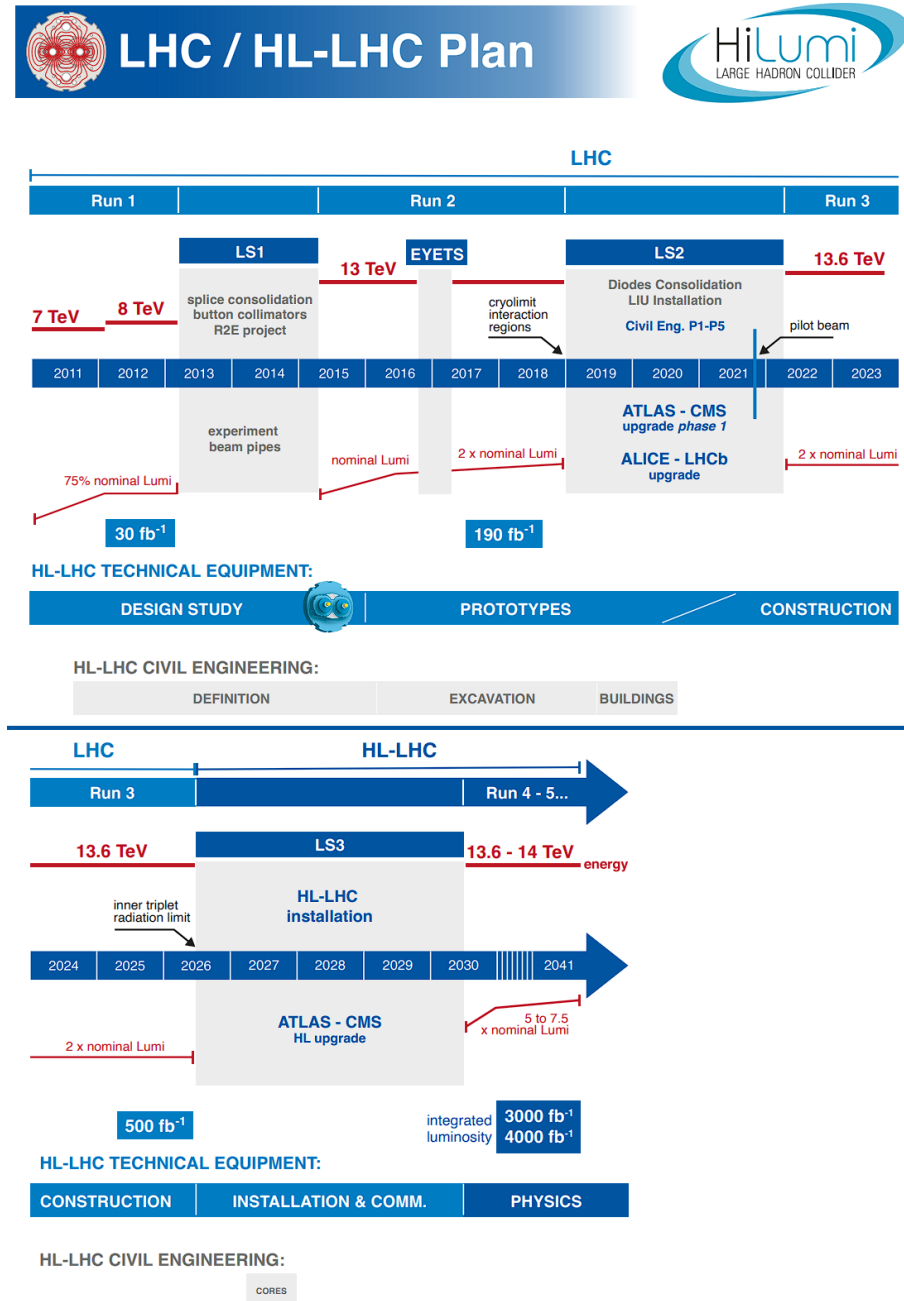 LHC / HL-LHC Plan
HiLumi
LARGE HADRON COLLIDER
LHC
Run 1
Run 2
Run 3
LS1
EYETS
LS2
7 TeV
8 TeV
13 TeV
13.6 TeV
splice consolidation
button collimators
R2E project
cryolimit
interaction
regions
Diodes Consolidation
LIU Installation
Civil Eng. P1-P5
pilot beam
2011
2012
2013
2014
2015
2016
2017
2018
2019
2020
2021
2022
2023
experiment
beam pipes
ATLAS - CMS
upgrade phase 1
ALICE - LHCb
upgrade
75% nominal Lumi
nominal Lumi
2 x nominal Lumi
2 x nominal Lumi
30 fb⁻¹
190 fb⁻¹
HL-LHC TECHNICAL EQUIPMENT:
DESIGN STUDY
PROTOTYPES
CONSTRUCTION
HL-LHC CIVIL ENGINEERING:
DEFINITION
EXCAVATION
BUILDINGS
LHC
HL-LHC
Run 3
Run 4 - 5...
13.6 TeV
LS3
13.6 - 14 TeV
energy
HL-LHC
installation
inner triplet
radiation limit
2024
2025
2026
2027
2028
2029
2030
2041
ATLAS - CMS
HL upgrade
2 x nominal Lumi
5 to 7.5
x nominal Lumi
500 fb⁻¹
integrated
luminosity
3000 fb⁻¹
4000 fb⁻¹
HL-LHC TECHNICAL EQUIPMENT:
CONSTRUCTION
INSTALLATION & COMM.
PHYSICS
HL-LHC CIVIL ENGINEERING:
CORES